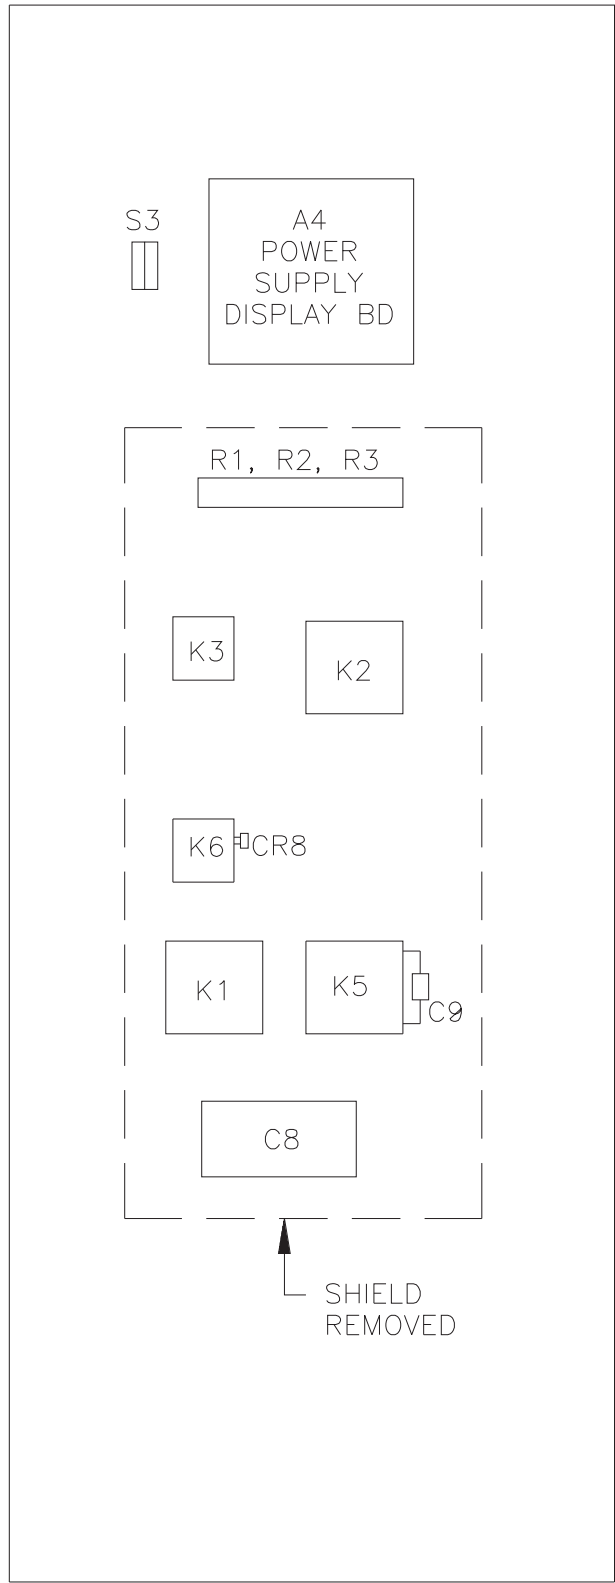 S3
A4
POWER
SUPPLY
DISPLAY BD
R1, R2, R3
K3
K2
K6
CR8
K1
K5
C9
C8
SHIELD
REMOVED